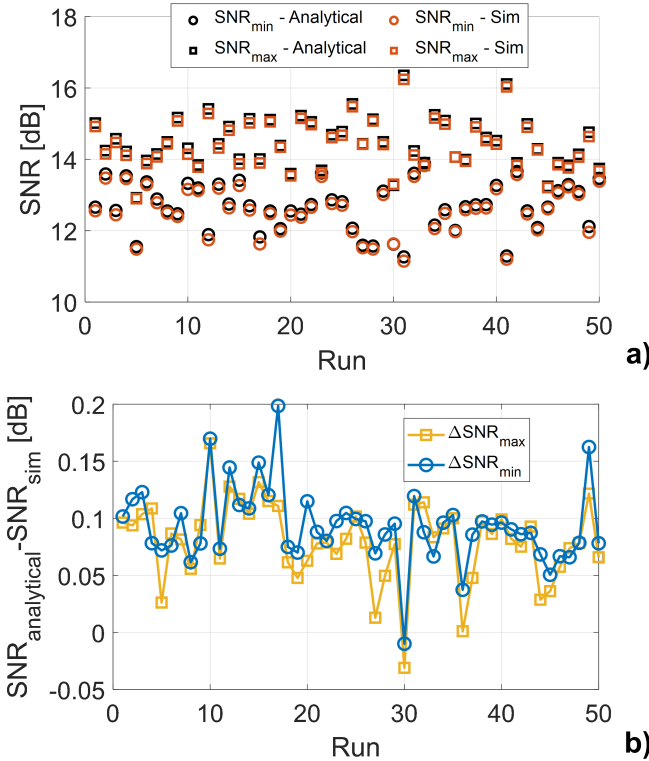 SNRmin - Analytical SNRmin - Sim
SNRmax - Analytical SNRmax - Sim
18
16
14
12
10
SNR [dB]
0 10 20 30 40 50
Run
a)
0.2
0.15
0.1
0.05
0
-0.05
SNRanalytical-SNRsim [dB]
ΔSNRmax
ΔSNRmin
0 10 20 30 40 50
Run
b)